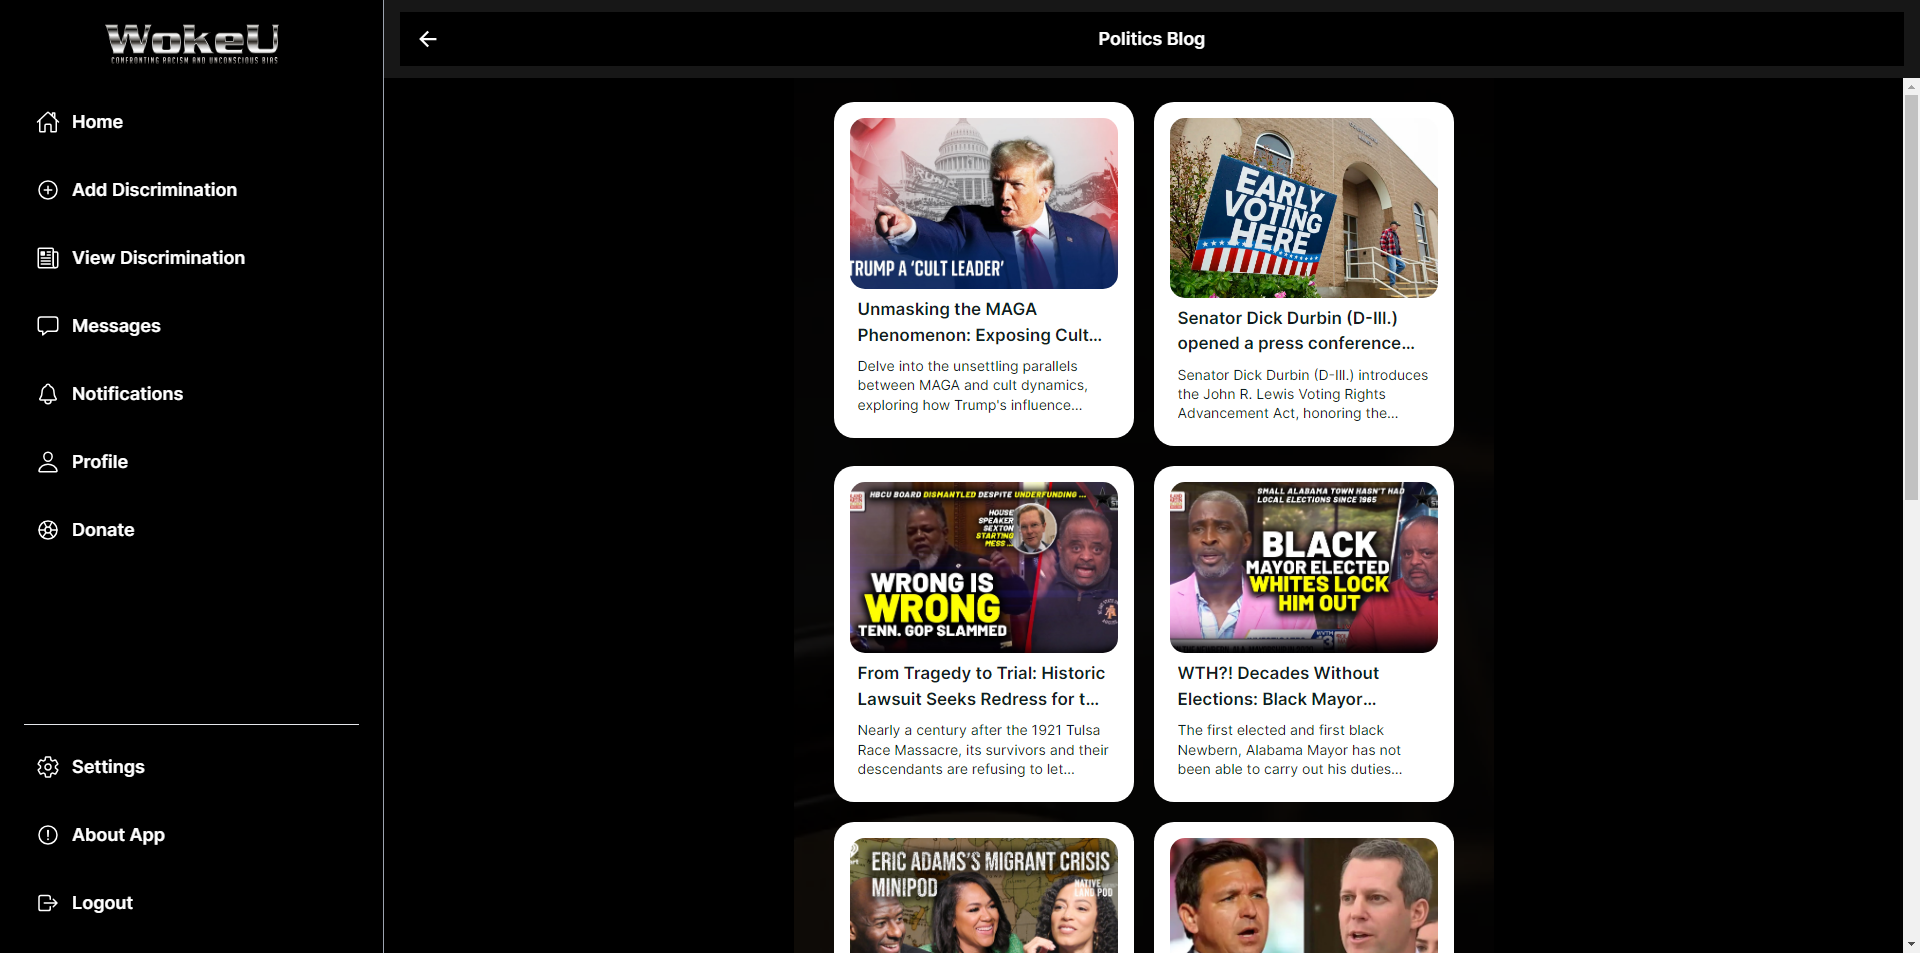 WokeU
CONFRONTING RACISM AND UNCONSCIOUS BIAS
Home
Add Discrimination
View Discrimination
Messages
Notifications
Profile
Donate
Settings
About App
Logout
Politics Blog
TRUMP A ‘CULT LEADER’
Unmasking the MAGA
Phenomenon: Exposing Cult...
Delve into the unsettling parallels
between MAGA and cult dynamics,
exploring how Trump's influence...
EARLY
VOTING
HERE
Senator Dick Durbin (D-Ill.)
opened a press conference...
Senator Dick Durbin (D-Ill.) introduces
the John R. Lewis Voting Rights
Advancement Act, honoring the...
HBCU BOARD DISMANTLED DESPITE UNDERFUNDING ...
HOUSE
SPEAKER
SEXTON
STARTING
MESS ...
WRONG IS
WRONG
TENN. GOP SLAMMED
From Tragedy to Trial: Historic
Lawsuit Seeks Redress for t...
Nearly a century after the 1921 Tulsa
Race Massacre, its survivors and their
descendants are refusing to let...
SMALL ALABAMA TOWN HASN'T HAD
LOCAL ELECTIONS SINCE 1965
BLACK
MAYOR ELECTED
WHITES LOCK
HIM OUT
WVTM
WTH?! Decades Without
Elections: Black Mayor...
The first elected and first black
Newbern, Alabama Mayor has not
been able to carry out his duties...
ERIC ADAMS'S MIGRANT CRISIS
MINIPOD
NATIVE
LAND POD